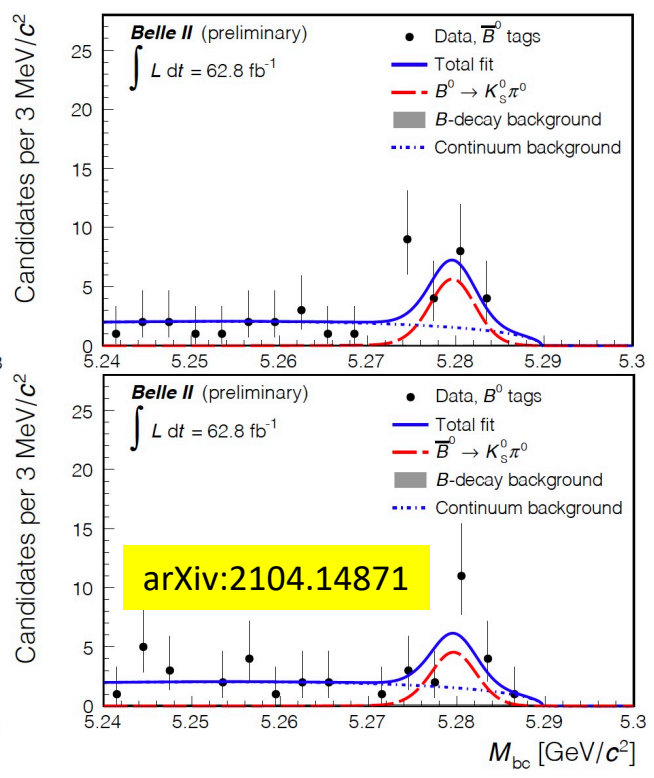 Belle II (preliminary)
∫ L dt = 62.8 fb⁻¹
Data, B̅⁰ tags
Total fit
B⁰ → K_S⁰ π⁰
B-decay background
Continuum background
Candidates per 3 MeV/c²
25
20
15
10
5
0
5.24 5.25 5.26 5.27 5.28 5.29 5.3
Belle II (preliminary)
∫ L dt = 62.8 fb⁻¹
Data, B⁰ tags
Total fit
B̅⁰ → K_S⁰ π⁰
B-decay background
Continuum background
arXiv:2104.14871
Candidates per 3 MeV/c²
25
20
15
10
5
0
5.24 5.25 5.26 5.27 5.28 5.29 5.3
M_bc [GeV/c²]